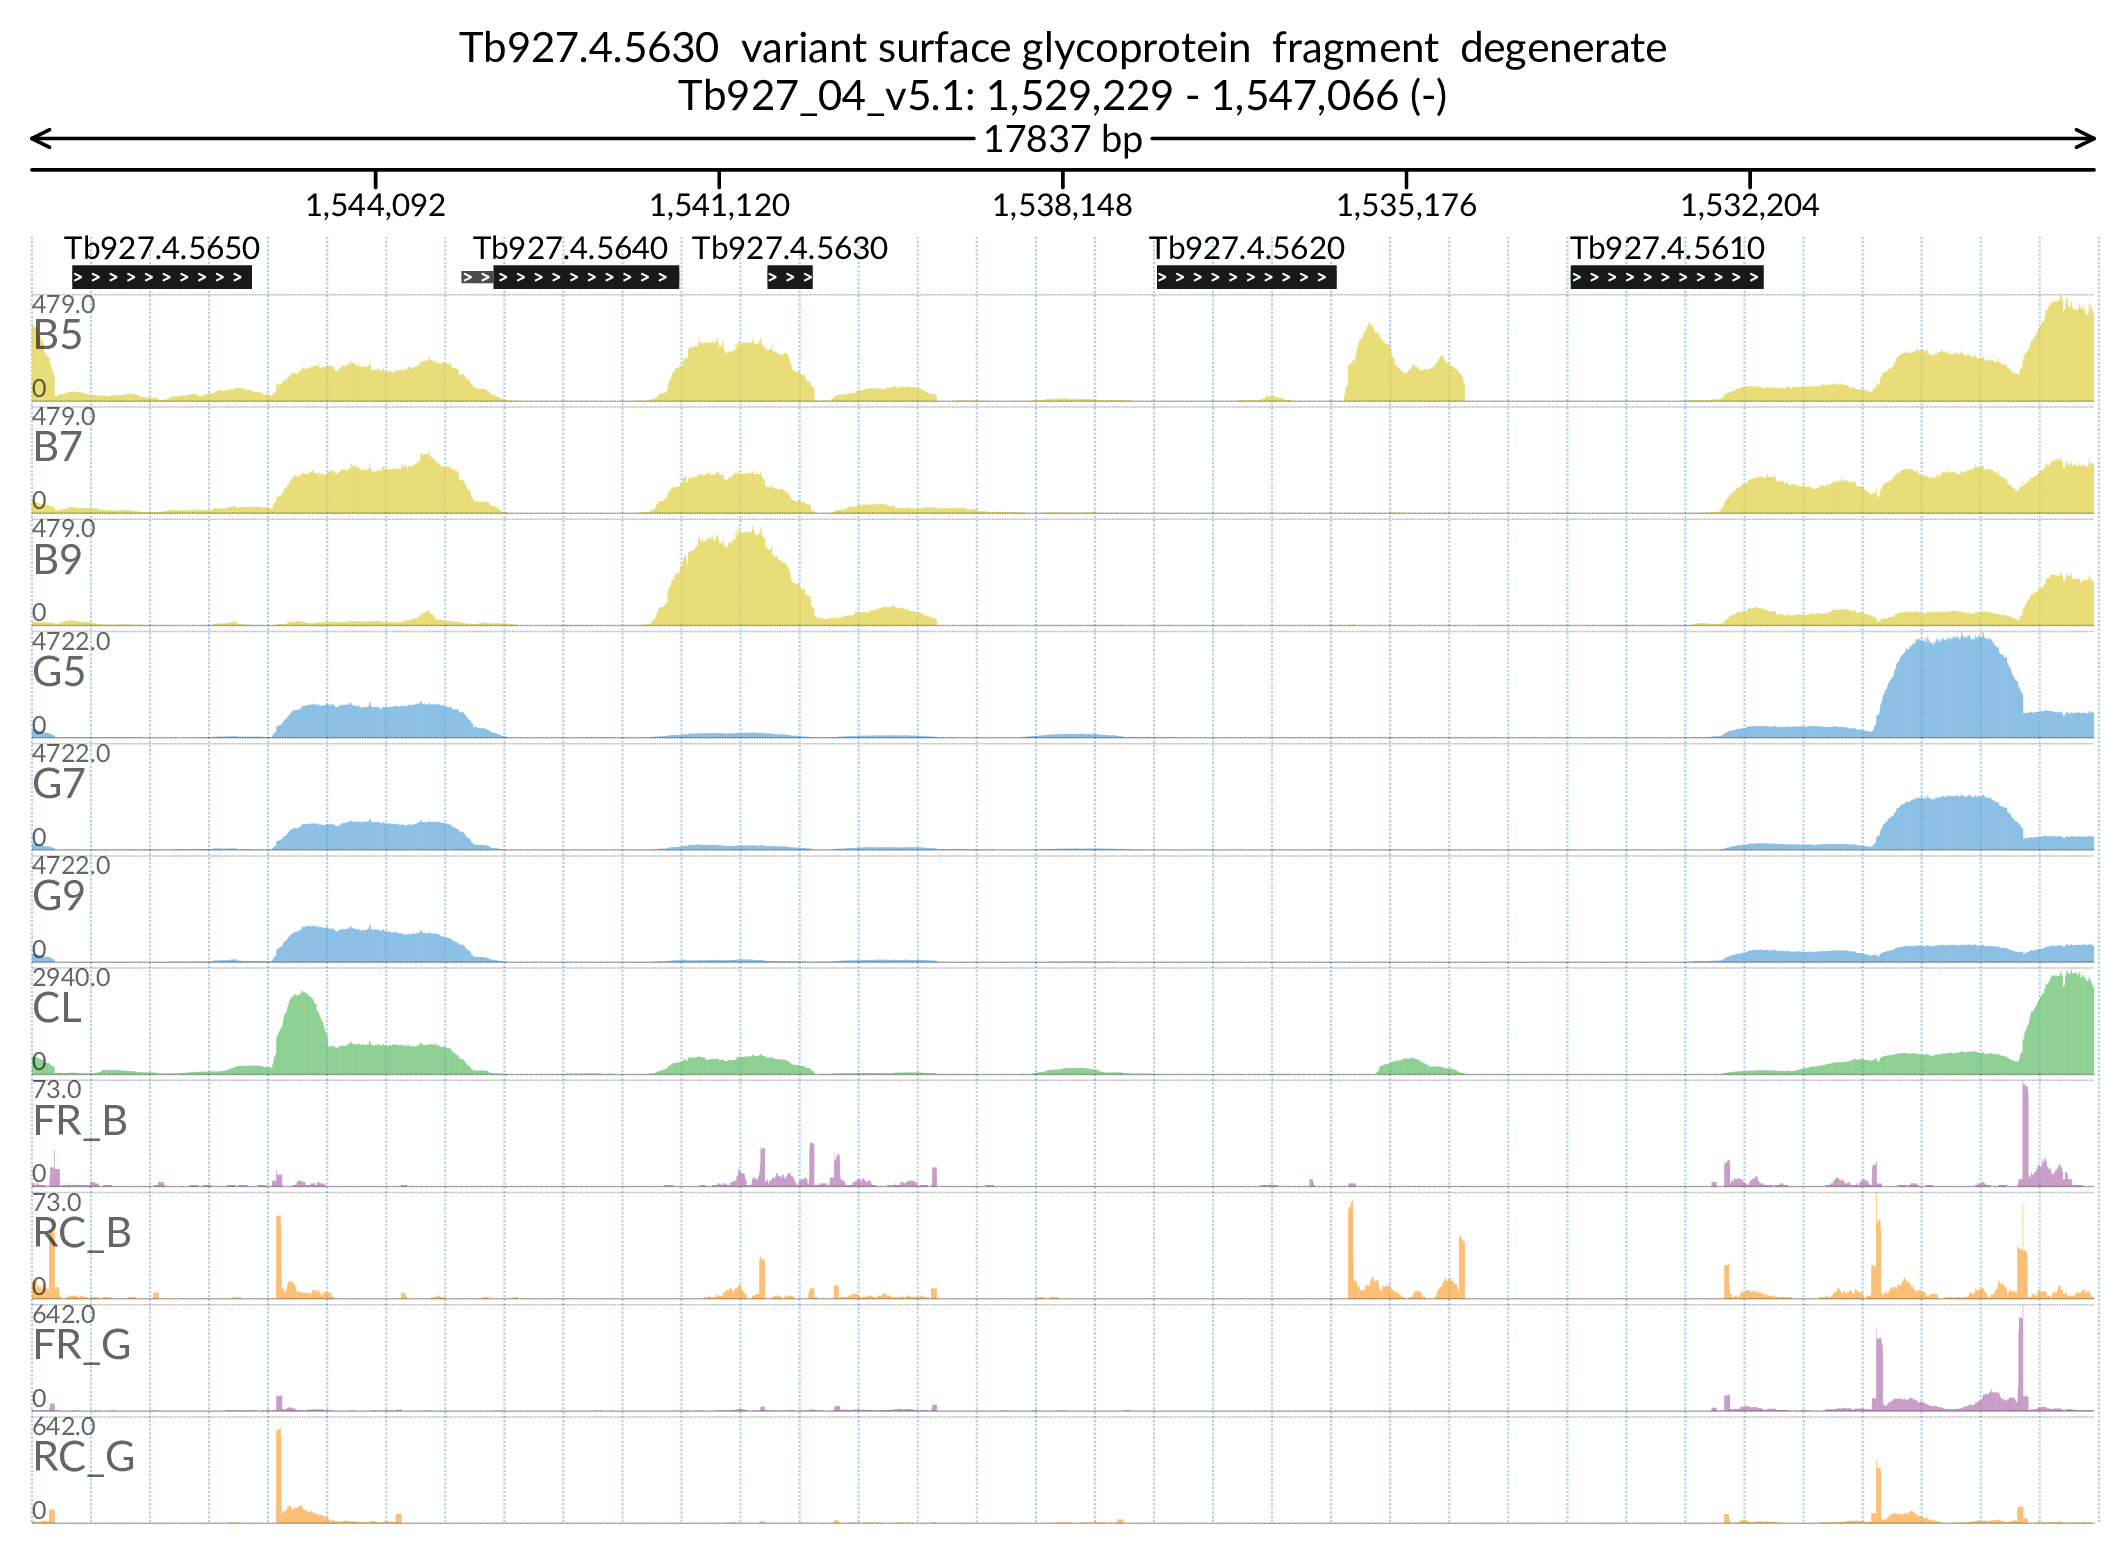 Tb927.4.5630 variant surface glycoprotein fragment degenerate
Tb927_04_v5.1: 1,529,229 - 1,547,066 (-)
17837 bp
1,544,092 1,541,120 1,538,148 1,535,176 1,532,204
Tb927.4.5650 Tb927.4.5640 Tb927.4.5630 Tb927.4.5620 Tb927.4.5610
479.0
B5
0
479.0
B7
0
479.0
B9
0
4722.0
G5
0
4722.0
G7
0
4722.0
G9
0
2940.0
CL
0
73.0
FR_B
0
73.0
RC_B
0
642.0
FR_G
0
642.0
RC_G
0